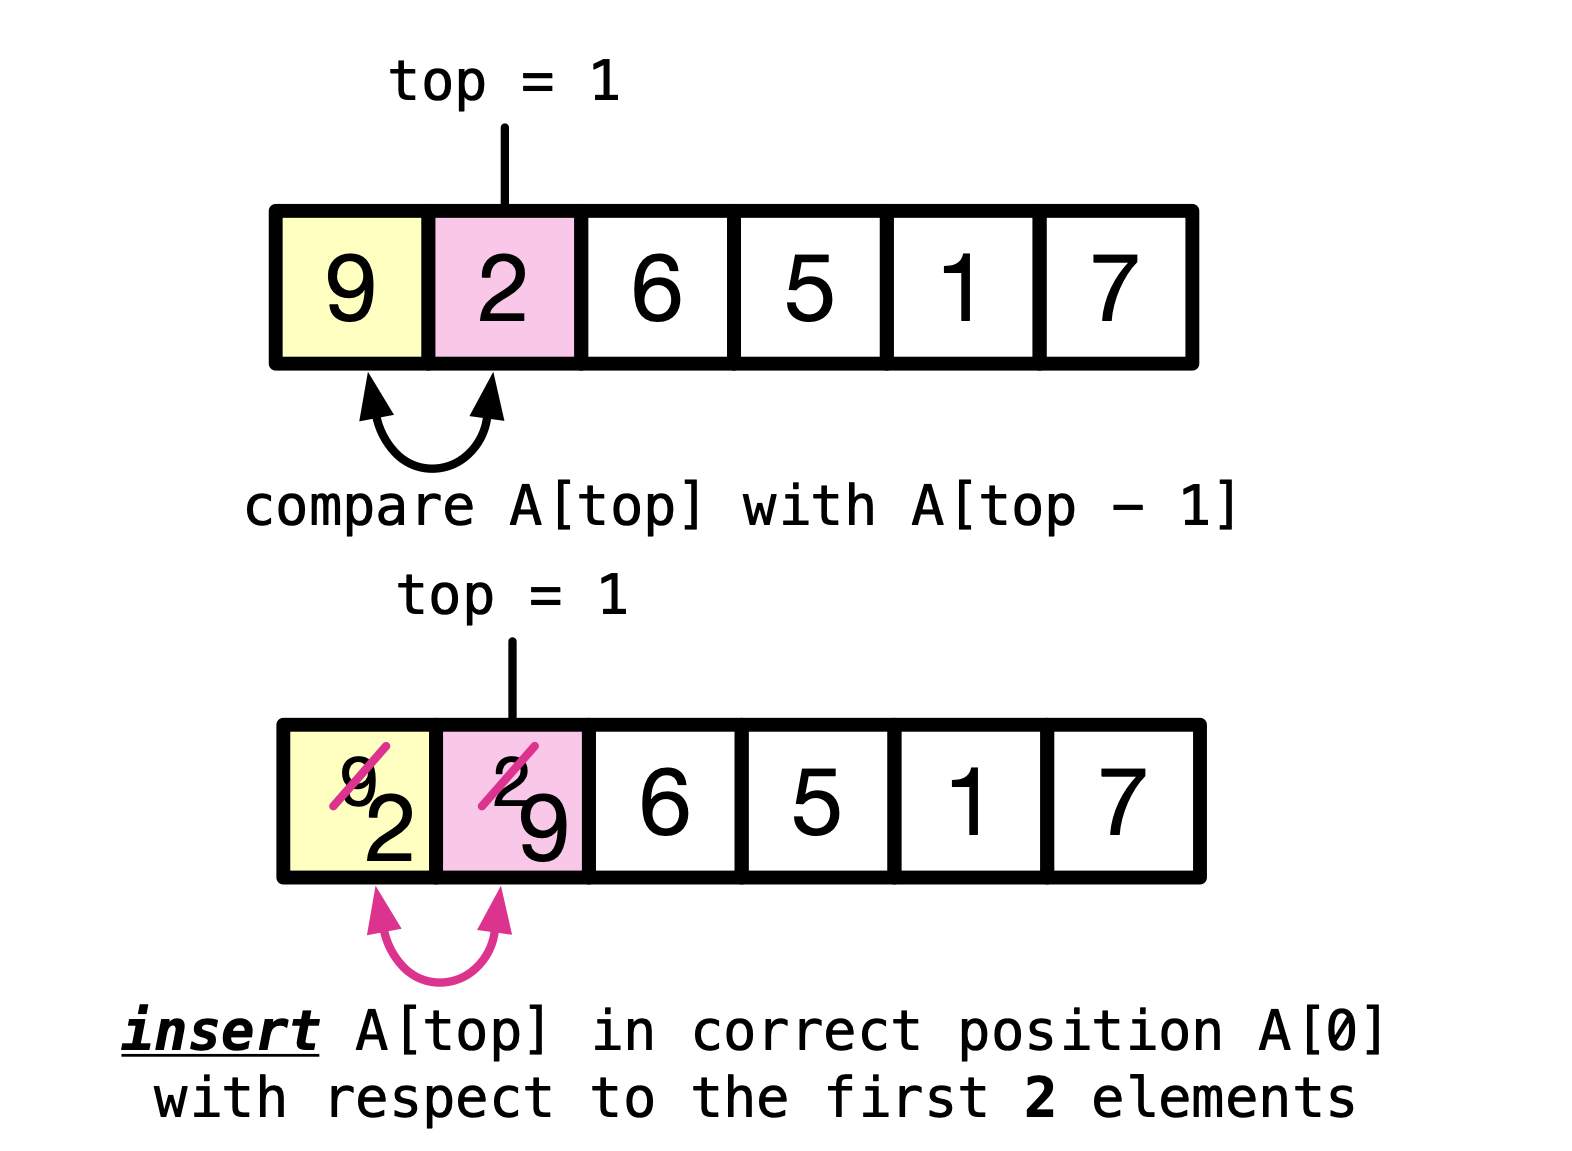 top = 1
9 2 6 5 1 7
compare A[top] with A[top - 1]
top = 1
9 2 2 9 6 5 1 7
insert A[top] in correct position A[0]
with respect to the first 2 elements